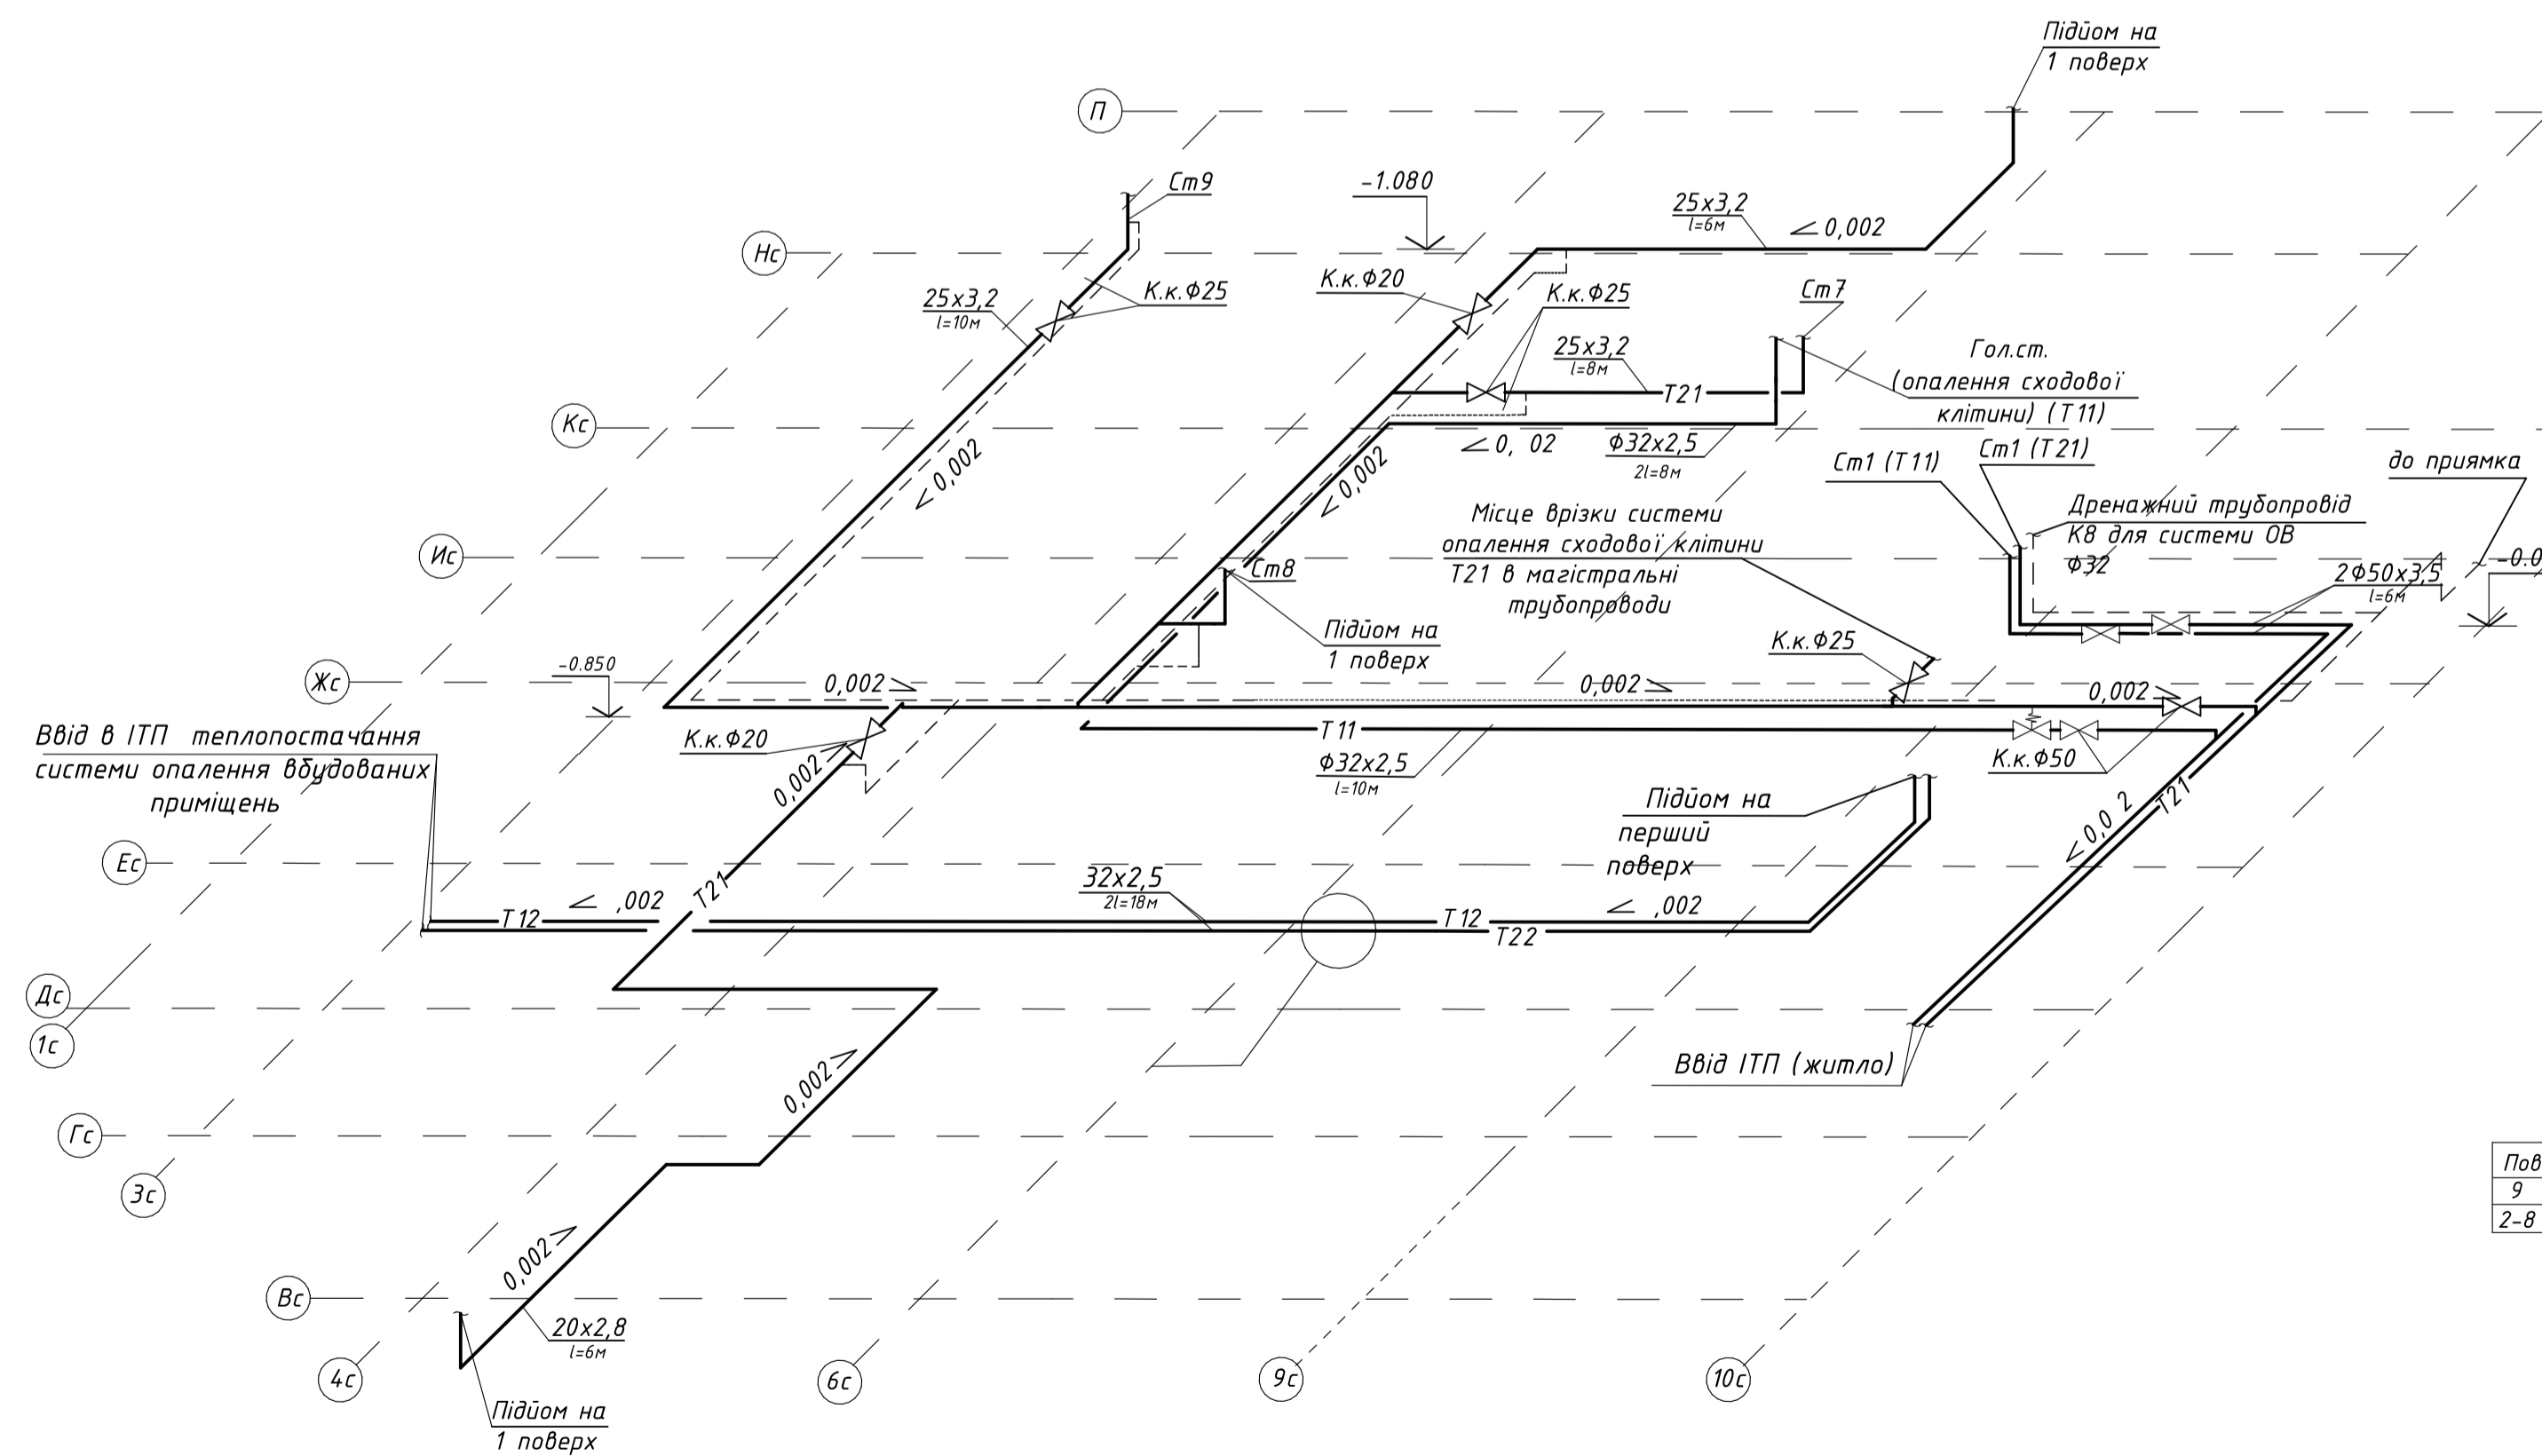 Підйом на
1 поверх
П
Ст9
-1.080
25х3,2
l=6м
0,002
Нс
К.к.Ф20
К.к.Ф25
К.к.Ф25
Ст7
25х3,2
l=10м
25х3,2
l=8м
Т21
Гол.ст.
(опалення сходової
клітини) (Т11)
Кс
0, 02
Ф32х2,5
2l=8м
0,002
0,002
Ст1 (Т11)
Ст1 (Т21)
до приямка
Місце врізки системи
опалення сходової клітини
Т21 в магістральні
трубопроводи
Дренажний трубопровід
К8 для системи ОВ
Ф32
Ис
-0.0
2Ф50х3,5
l=6м
Ст8
Підйом на
1 поверх
К.к.Ф25
-0.850
Жс
0,002
0,002
0,002
Ввід в ІТП теплопостачання
системи опалення вбудованих
приміщень
К.к.Ф20
0,002
Т11
Ф32х2,5
l=10м
К.к.Ф50
Т21
0,0 2
Підйом на
перший
поверх
Ес
Т21
32х2,5
2l=18м
,002
,002
Т12
Т12
Т22
Дс
1с
0,002
Ввід ІТП (житло)
Гс
3с
Пов
9
2-8
0,002
Вс
20х2,8
l=6м
4с
6с
9с
10с
Підйом на
1 поверх